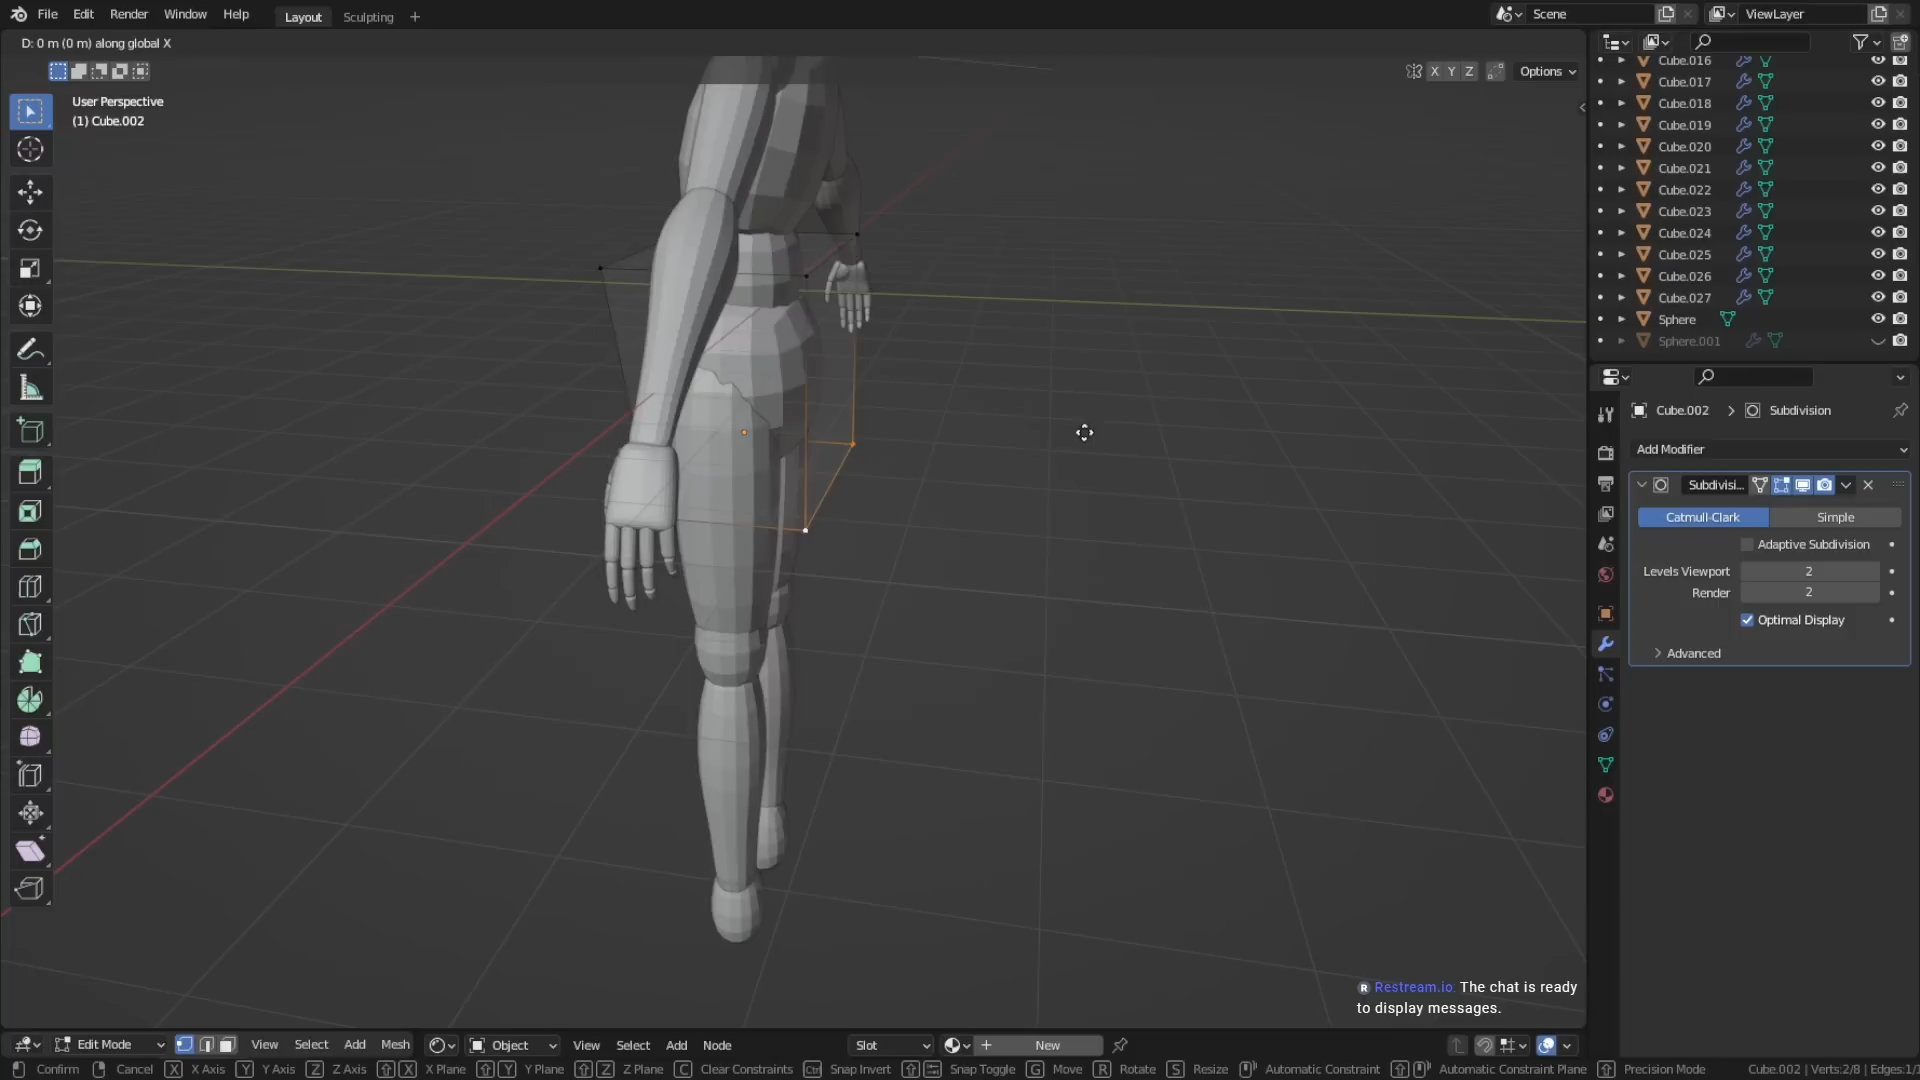 File Edit Render Window Help Layout Sculpting + Scene ViewLayer
D: 0 m (0 m) along global X
X Y Z Options
User Perspective
(1) Cube.002
Cube.016
Cube.017
Cube.018
Cube.019
Cube.020
Cube.021
Cube.022
Cube.023
Cube.024
Cube.025
Cube.026
Cube.027
Sphere
Sphere.001
Cube.002 > Subdivision
Add Modifier
Subdivisi...
Catmull-Clark Simple
Adaptive Subdivision
Levels Viewport 2
Render 2
Optimal Display
Advanced
Restream.io: The chat is ready
to display messages.
Edit Mode View Select Add Mesh Object View Select Add Node Slot New
Confirm Cancel X X Axis Y Y Axis Z Z Axis X X Plane Y Y Plane Z Z Plane C Clear Constraints Ctrl Snap Invert Snap Toggle G Move R Rotate S Resize Automatic Constraint Automatic Constraint Plane Precision Mode Cube.002 | Verts:2/8 | Edges:1/1